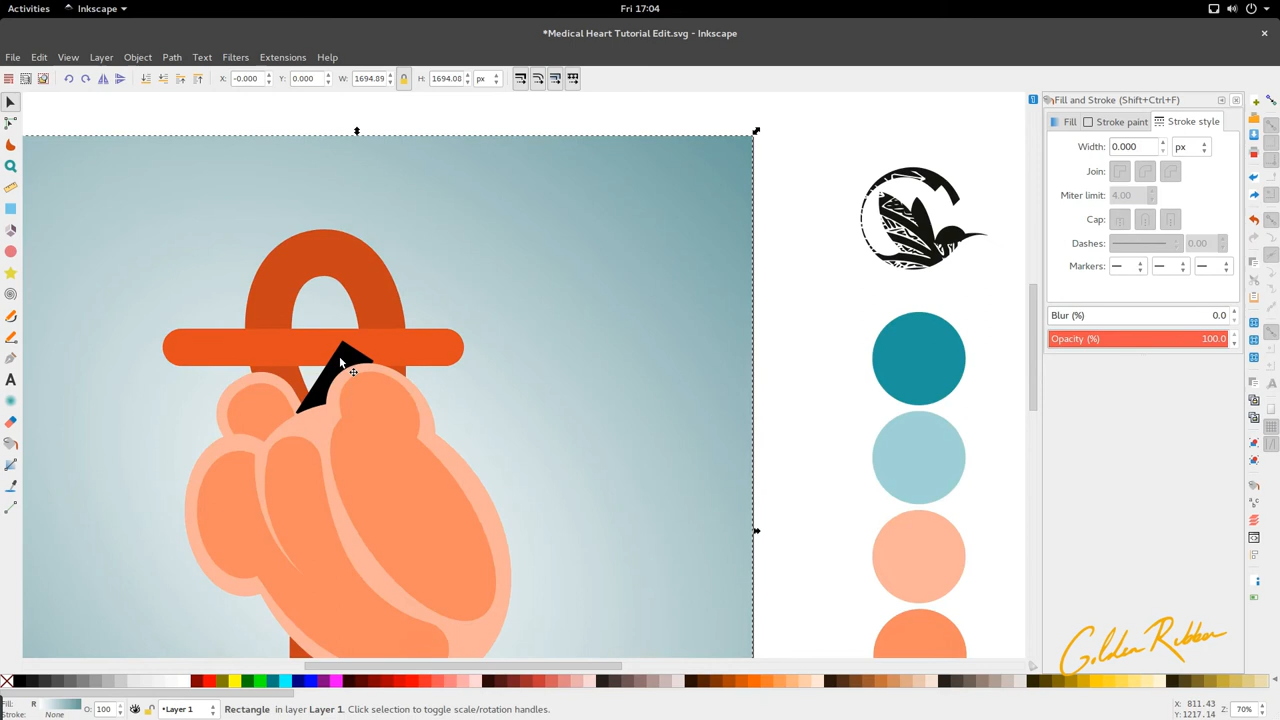 Activities Inkscape Fri 17:04
*Medical Heart Tutorial Edit.svg - Inkscape
File Edit View Layer Object Path Text Filters Extensions Help
X: -0.000 Y: 0.000 W: 1694.89 H: 1694.08 px
Fill and Stroke (Shift+Ctrl+F)
Fill Stroke paint Stroke style
Width: 0.000 px
Join:
Miter limit: 4.00
Cap:
Dashes: 0.00
Markers:
Blur (%) 0.0
Opacity (%) 100.0
Golden Ribbon
Fill: R O: 100 •Layer 1 Rectangle in layer Layer 1. Click selection to toggle scale/rotation handles. X: 811.43 Z: 70%
Stroke: None Y: 1217.14